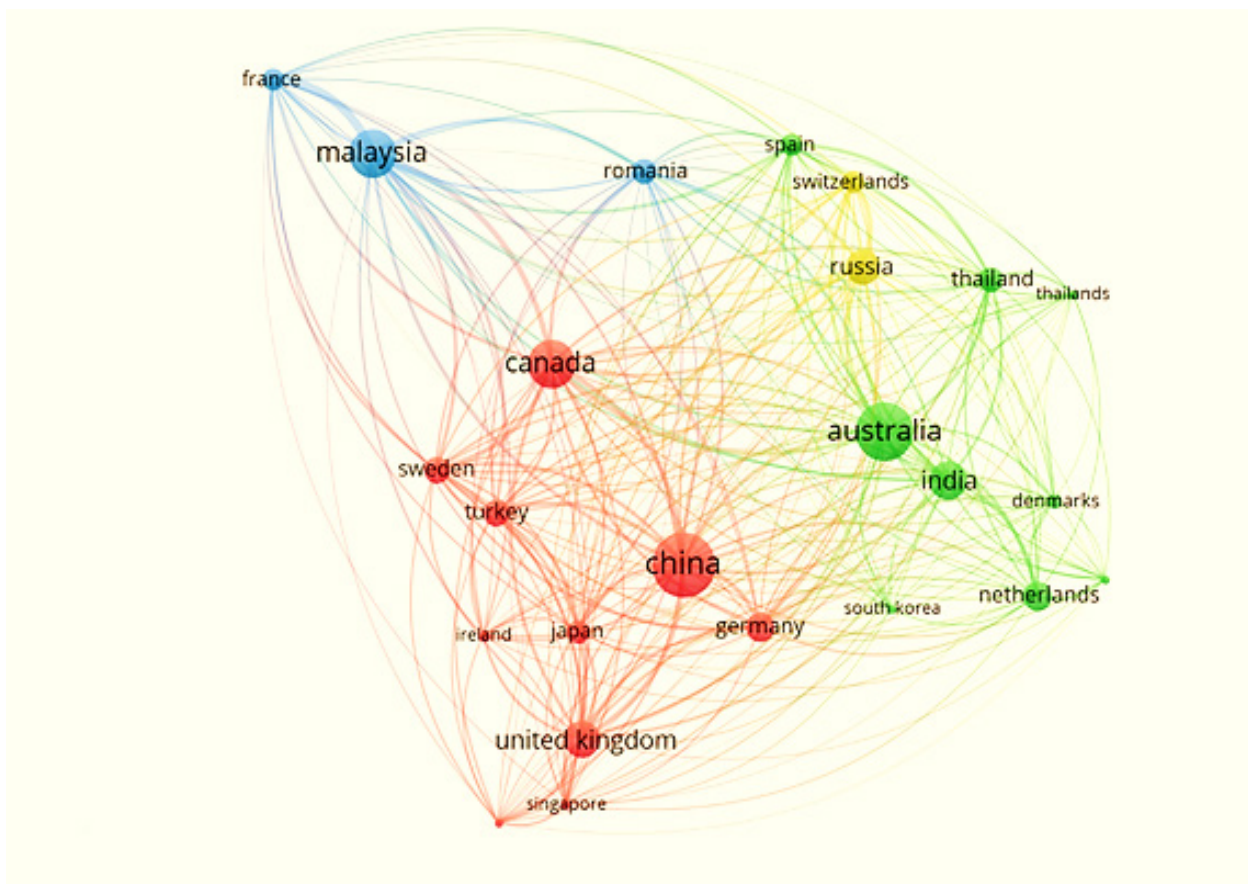 france
malaysia
spain
romania
switzerlands
russia
thailand
thailands
canada
australia
sweden
india
denmarks
turkey
china
netherlands
south korea
germany
japan
ireland
united kingdom
singapore